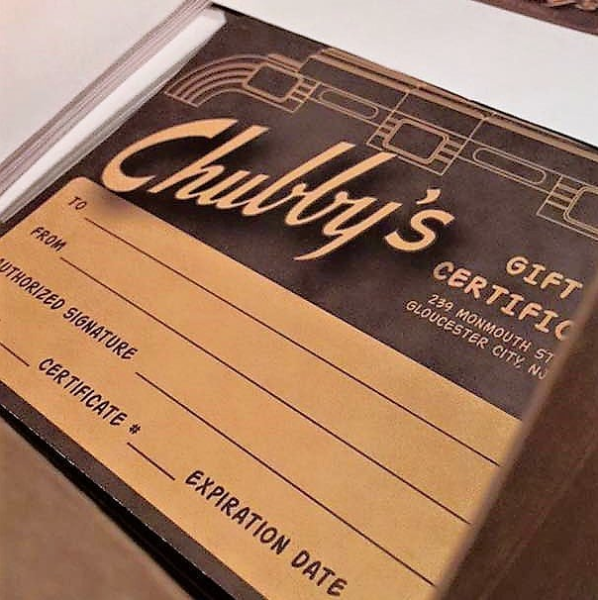 Chubby's
GIFT
CERTIFIC
239 MONMOUTH ST
GLOUCESTER CITY, NJ
TO
FROM
AUTHORIZED SIGNATURE
CERTIFICATE #
EXPIRATION DATE